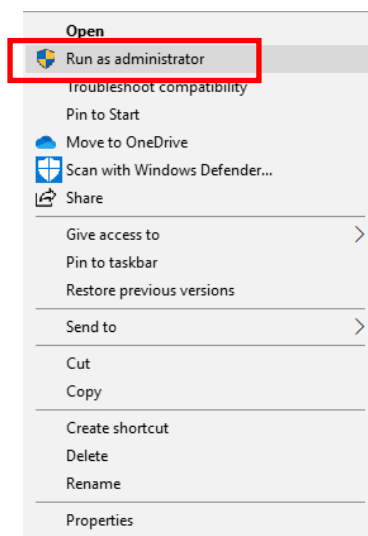 Open
Run as administrator
Troubleshoot compatibility
Pin to Start
Move to OneDrive
Scan with Windows Defender...
Share
Give access to
Pin to taskbar
Restore previous versions
Send to
Cut
Copy
Create shortcut
Delete
Rename
Properties